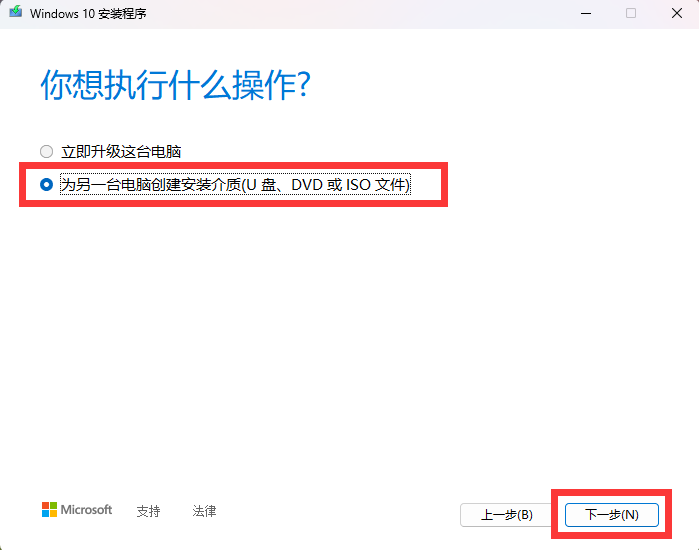 Windows 10 安装程序
你想执行什么操作?
立即升级这台电脑
为另一台电脑创建安装介质(U 盘、DVD 或 ISO 文件)
Microsoft 支持 法律 上一步(B) 下一步(N)